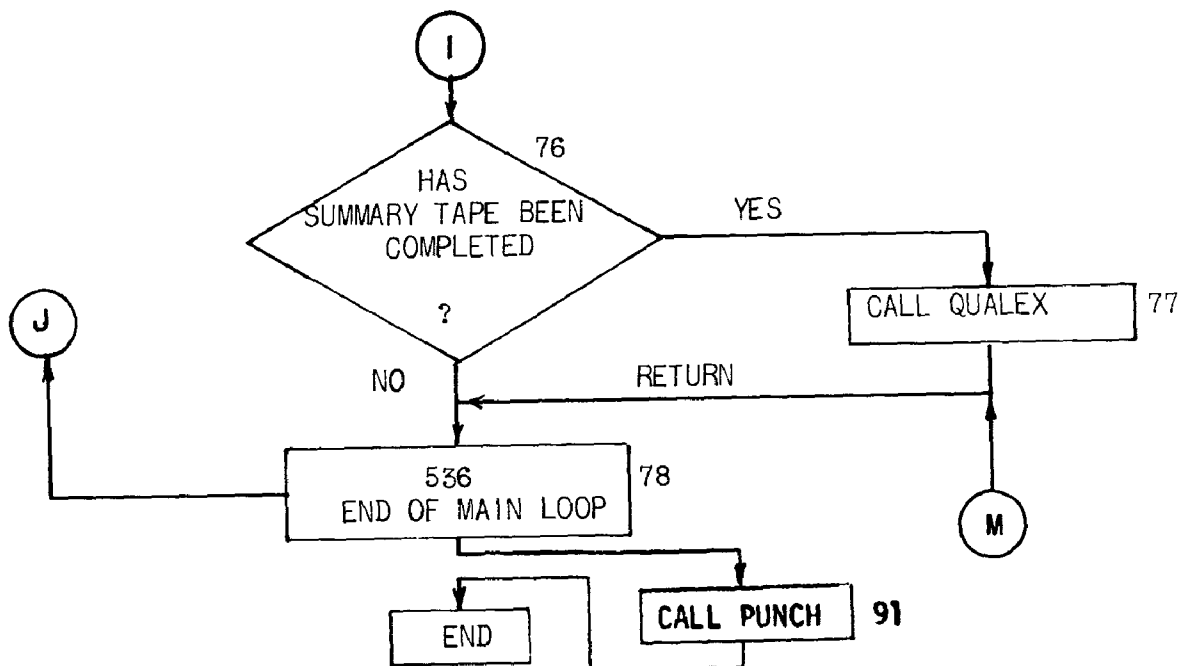 I
76
HAS
SUMMARY TAPE BEEN
COMPLETED
?
YES
CALL QUALEX
77
J
NO
RETURN
536
END OF MAIN LOOP
78
M
CALL PUNCH
91
END